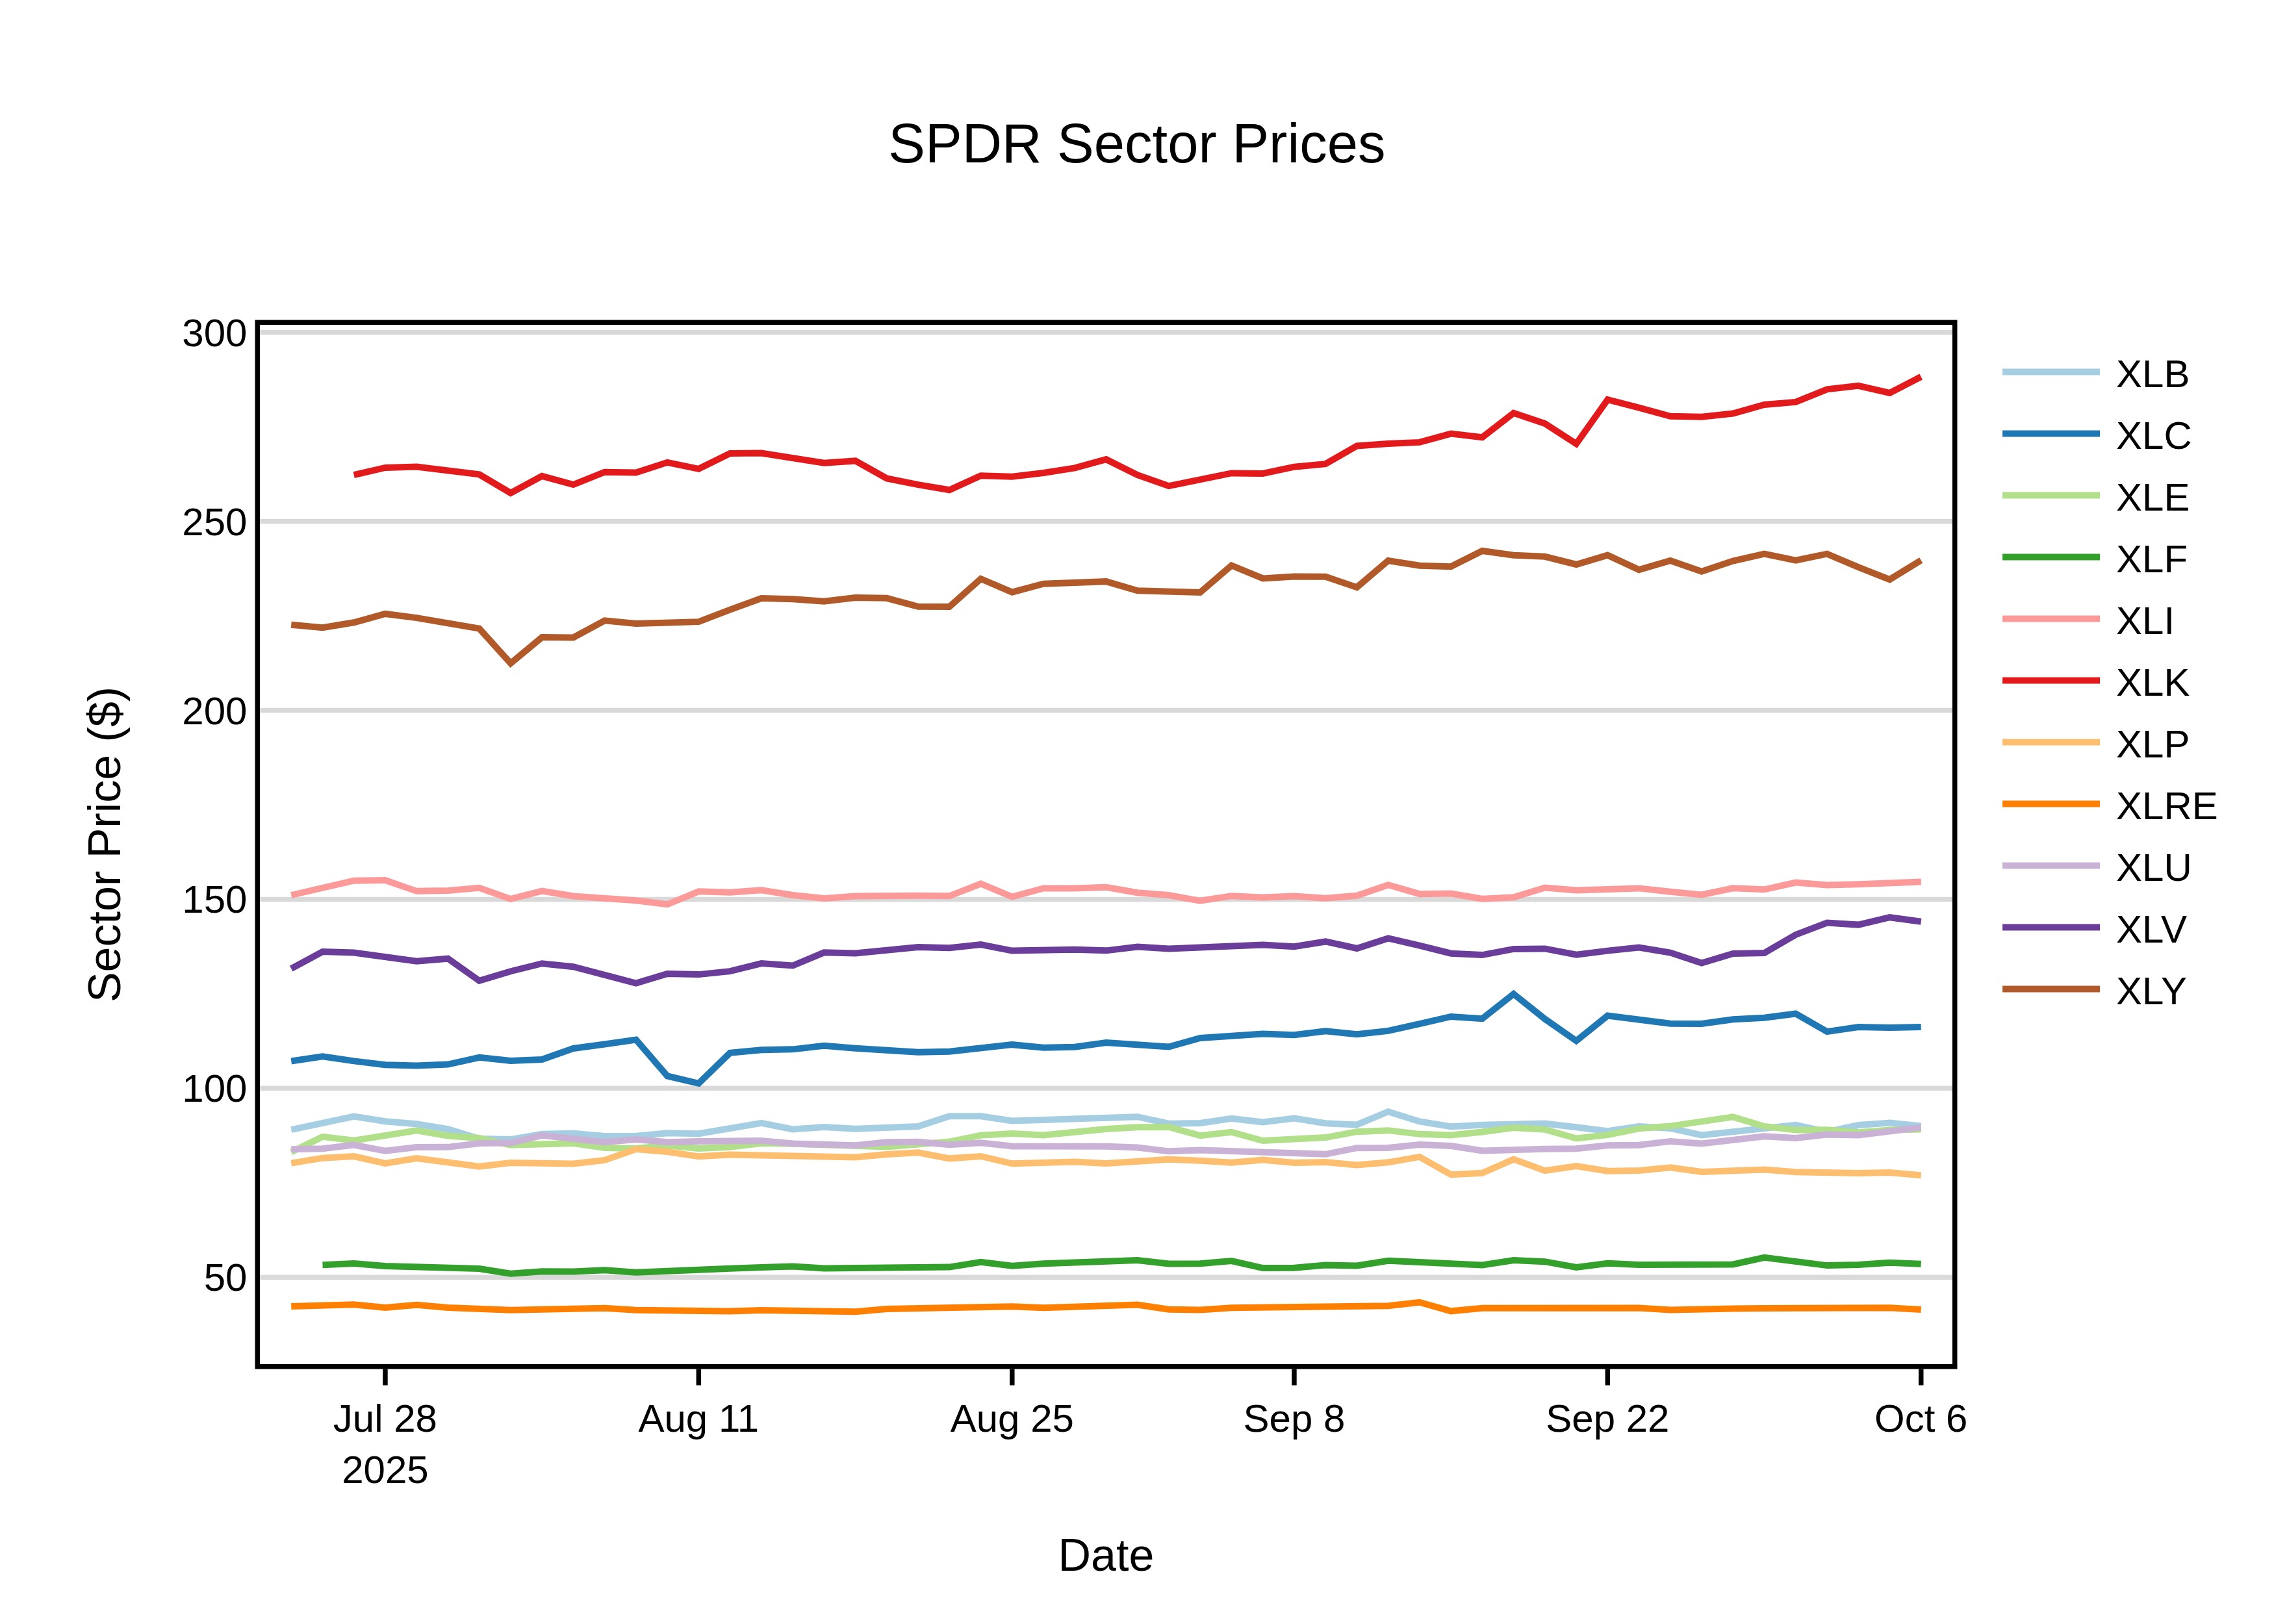 SPDR Sector Prices
300
250
200
150
100
50
Sector Price ($)
Jul 28
2025
Aug 11
Aug 25
Sep 8
Sep 22
Oct 6
Date
XLB
XLC
XLE
XLF
XLI
XLK
XLP
XLRE
XLU
XLV
XLY